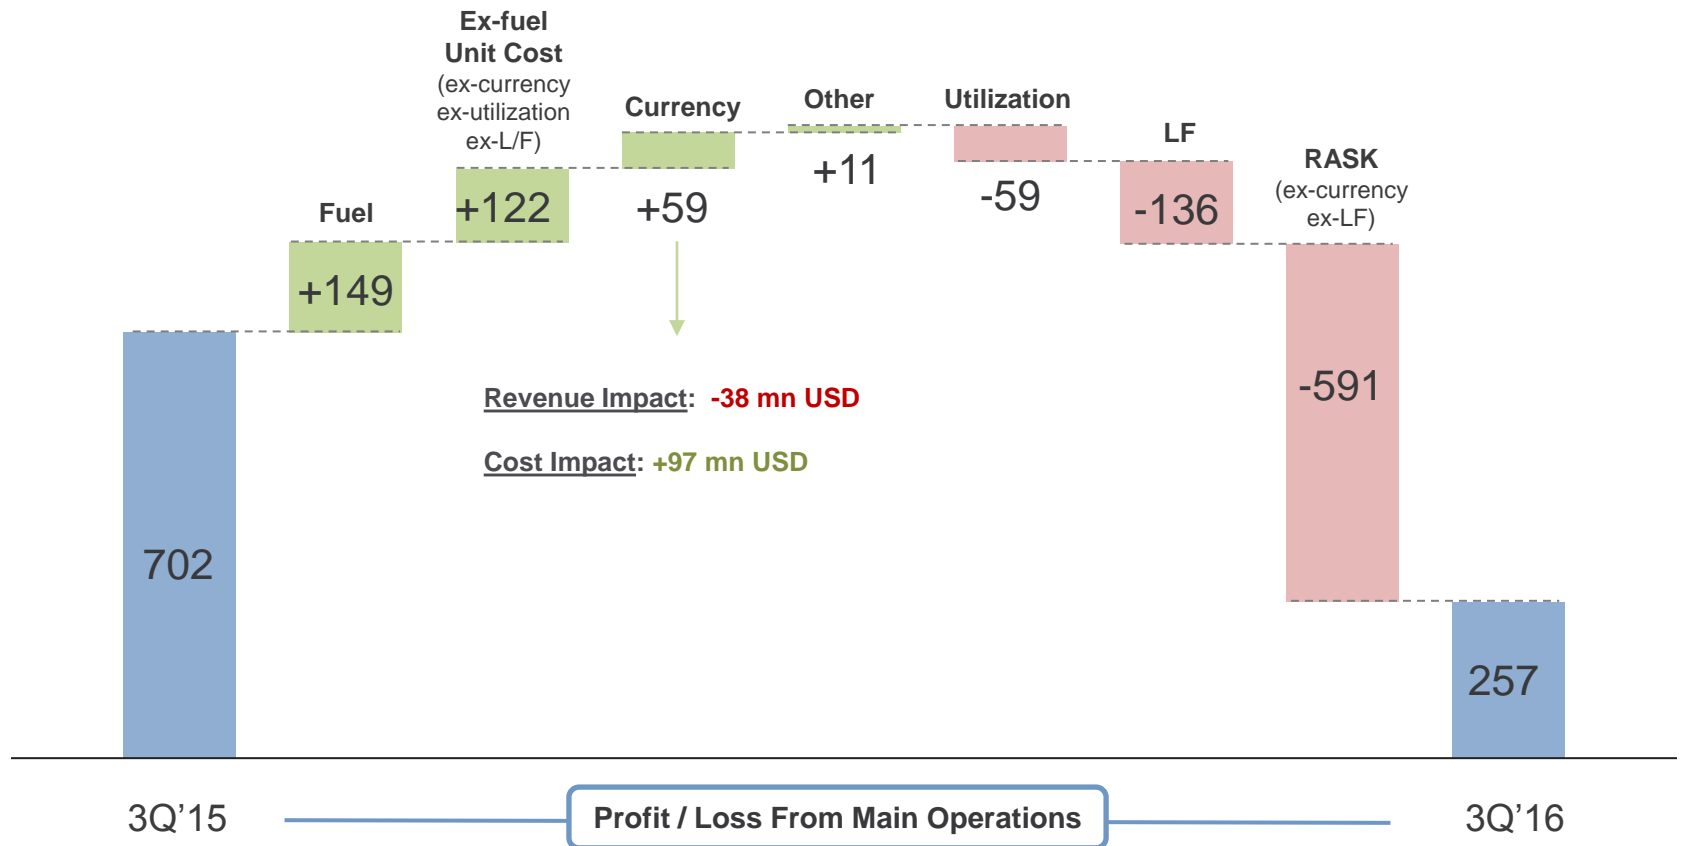 Ex-fuel
Unit Cost
(ex-currency
ex-utilization
ex-L/F)
Currency
Other
Utilization
LF
RASK
(ex-currency
ex-LF)
Fuel
+149
+122
+59
+11
-59
-136
-591
702
257
Revenue Impact: -38 mn USD
Cost Impact: +97 mn USD
3Q’15
Profit / Loss From Main Operations
3Q’16